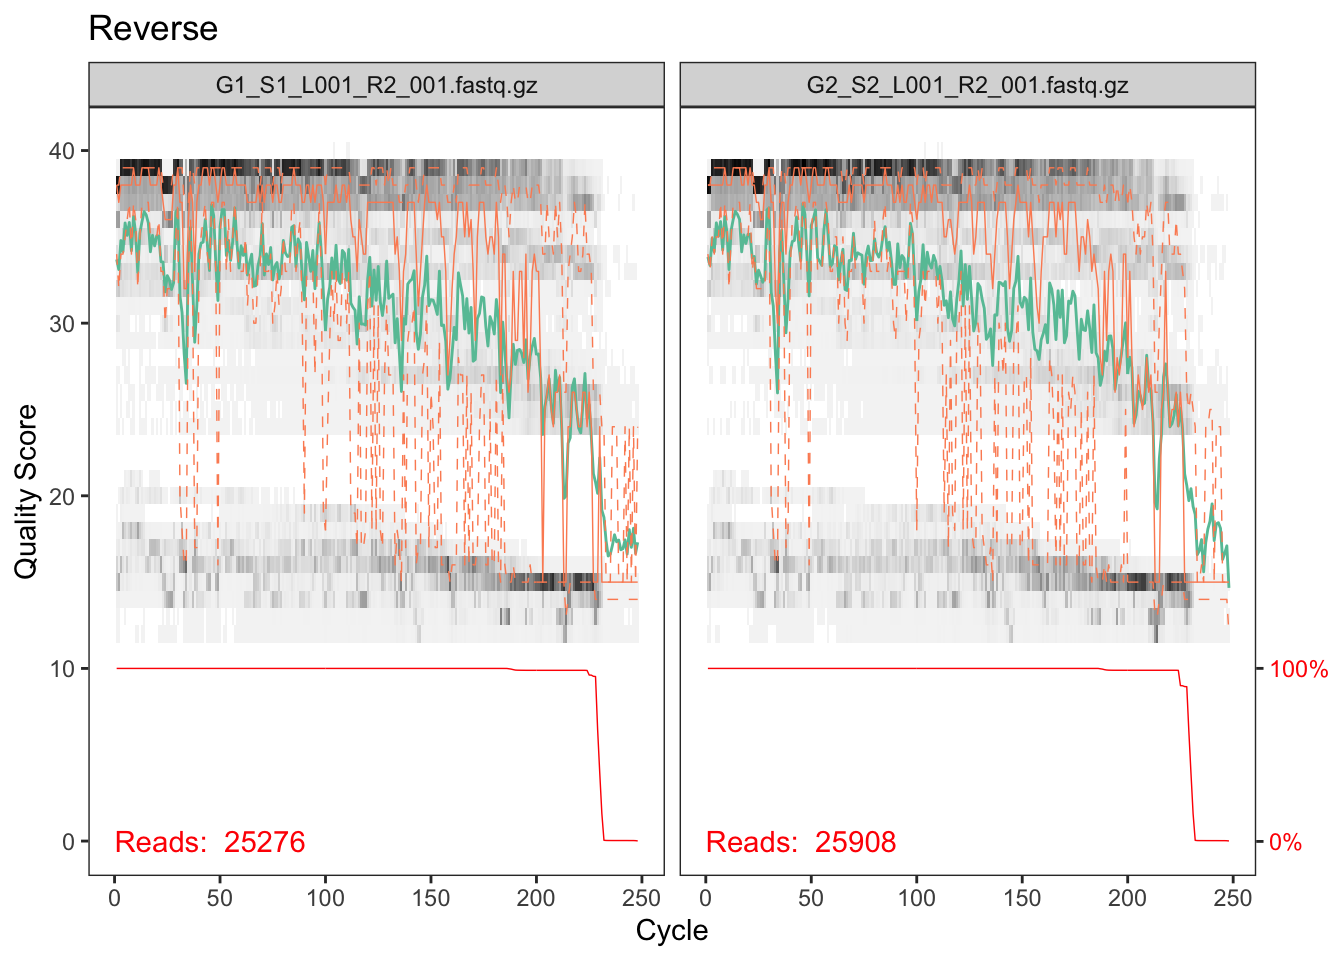 Reverse
G1_S1_L001_R2_001.fastq.gz
G2_S2_L001_R2_001.fastq.gz
Quality Score
40
30
20
10
0
100%
0%
Reads: 25276
Reads: 25908
0 50 100 150 200 250
0 50 100 150 200 250
Cycle